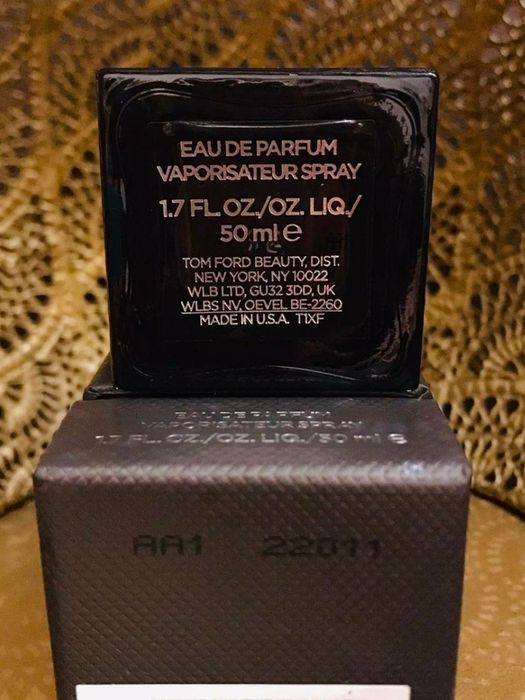 EAU DE PARFUM
VAPORISATEUR SPRAY
1.7 FL. OZ./OZ. LIQ./
50 ml e
TOM FORD BEAUTY, DIST.
NEW YORK, NY 10022
WLB LTD, GU32 3DD, UK
WLBS NV, OEVEL BE-2260
MADE IN U.S.A. T1XF
EAU DE PARFUM
VAPORISATEUR SPRAY
1.7 FL. OZ./OZ. LIQ./50 ml e
AA1 22011